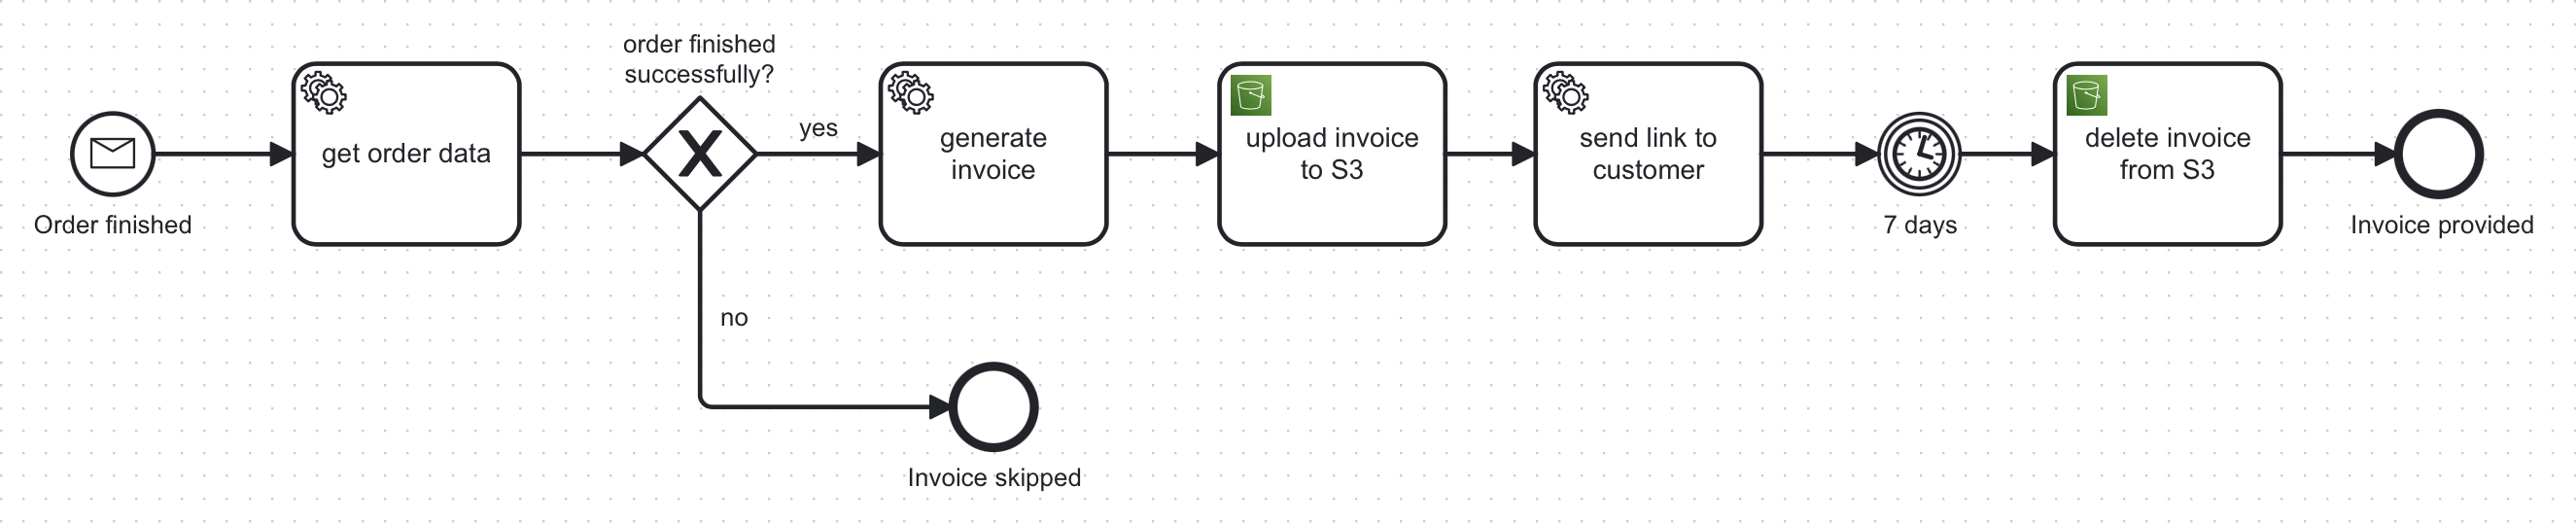 Order finished
get order data
order finished
successfully?
yes
no
Invoice skipped
generate
invoice
upload invoice
to S3
send link to
customer
7 days
delete invoice
from S3
Invoice provided